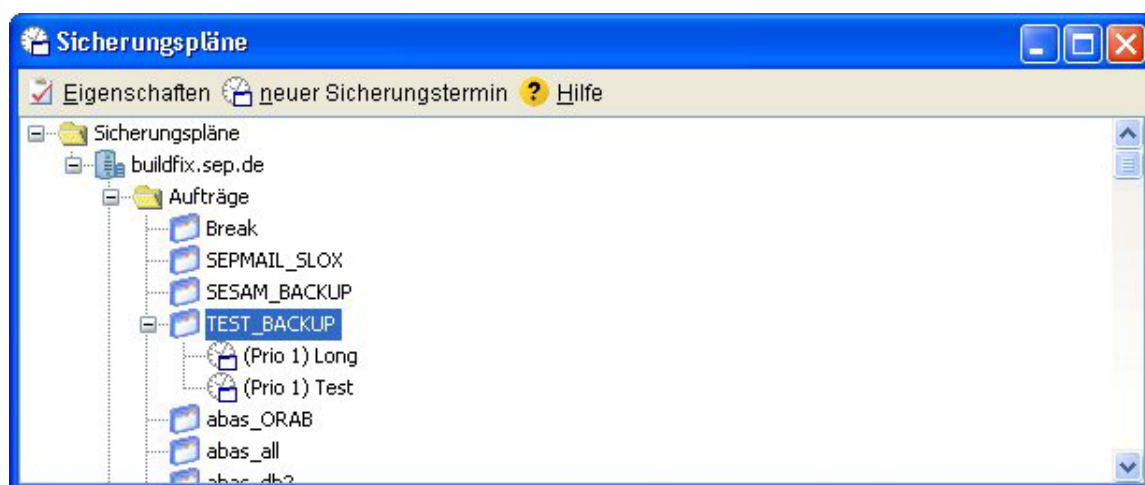 Sicherungspläne
Eigenschaften neuer Sicherungstermin ? Hilfe
Sicherungspläne
buildfix.sep.de
Aufträge
Break
SEPMAIL_SLOX
SESAM_BACKUP
TEST_BACKUP
(Prio 1) Long
(Prio 1) Test
abas_ORAB
abas_all
abas_db2